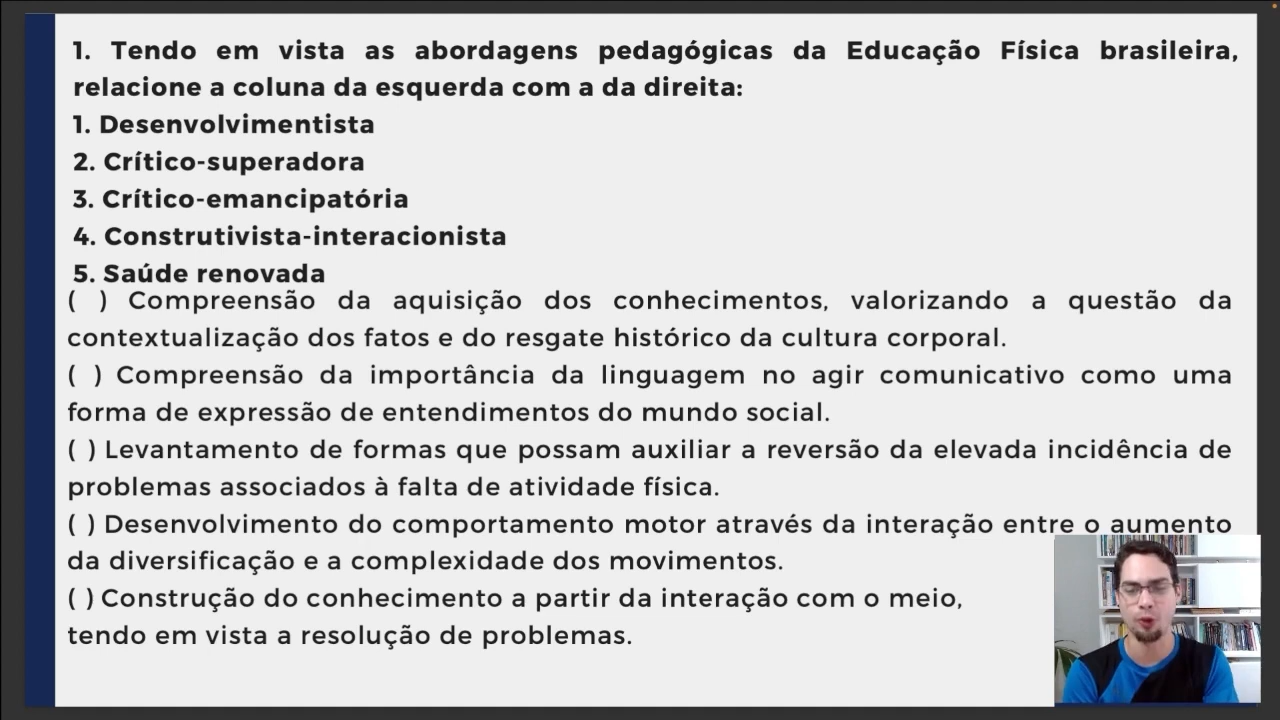 1. Tendo em vista as abordagens pedagógicas da Educação Física brasileira,
relacione a coluna da esquerda com a da direita:
1. Desenvolvimentista
2. Crítico-superadora
3. Crítico-emancipatória
4. Construtivista-interacionista
5. Saúde renovada
( ) Compreensão da aquisição dos conhecimentos, valorizando a questão da
contextualização dos fatos e do resgate histórico da cultura corporal.
( ) Compreensão da importância da linguagem no agir comunicativo como uma
forma de expressão de entendimentos do mundo social.
( ) Levantamento de formas que possam auxiliar a reversão da elevada incidência de
problemas associados à falta de atividade física.
( ) Desenvolvimento do comportamento motor através da interação entre o aumento
da diversificação e a complexidade dos movimentos.
( ) Construção do conhecimento a partir da interação com o meio,
tendo em vista a resolução de problemas.